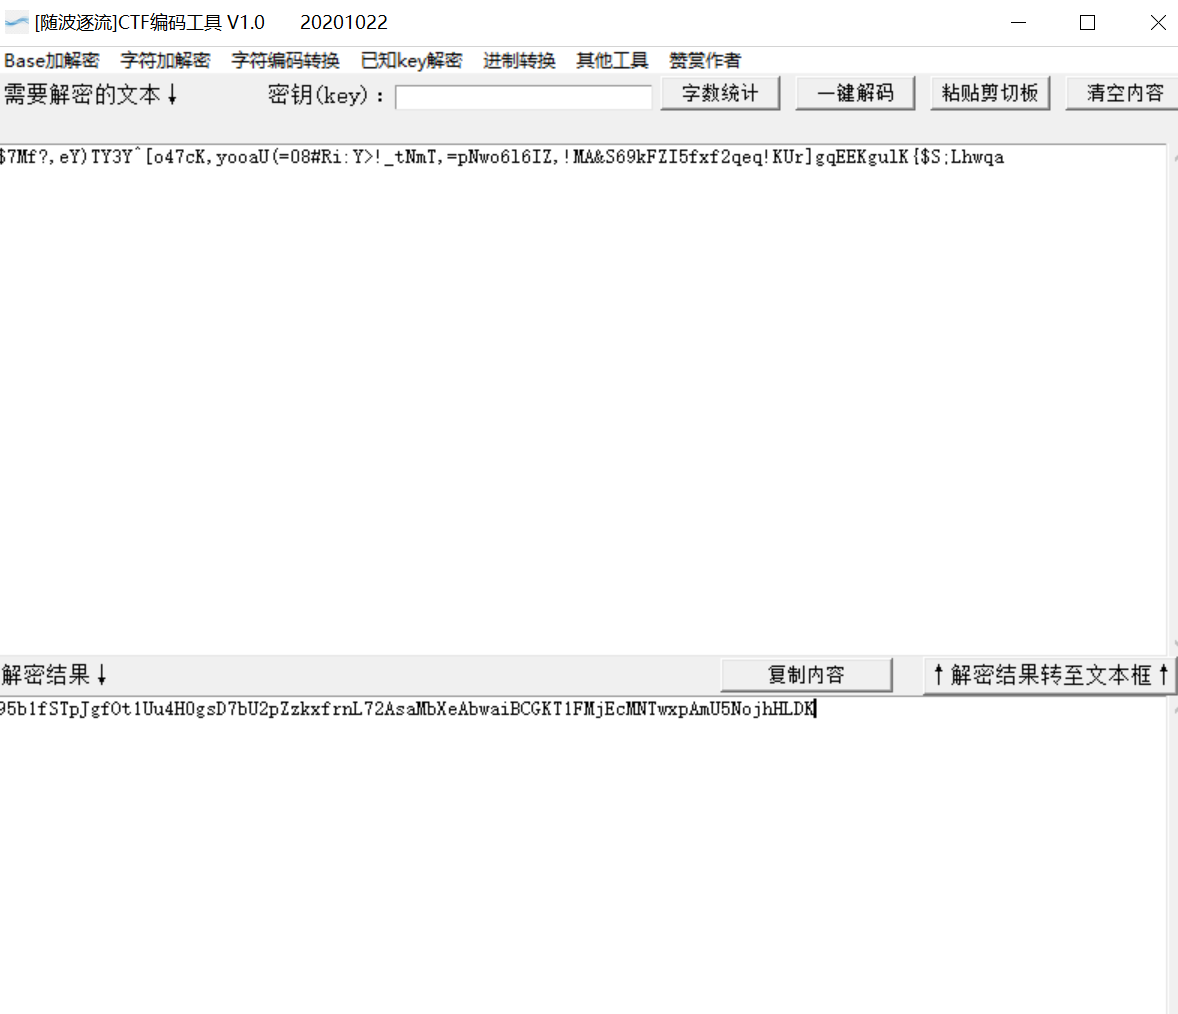 [随波逐流]CTF编码工具 V1.0 20201022
Base加解密 字符加解密 字符编码转换 已知key解密 进制转换 其他工具 赞赏作者
需要解密的文本↓ 密钥(key)： 字数统计 一键解码 粘贴剪切板 清空内容
$7Mf?,eY)TY3Y^[o47cK,yooaU(=08#Ri:Y>!_tNmT,=pNwo6l6IZ,!MA&S69kFZI5fxf2qeq!KUr]gqEEKgulK{$S;Lhwqa
解密结果↓ 复制内容 ↑解密结果转至文本框↑
95b1fSTpJgfOt1Uu4H0gsD7bU2pZzkxfrnL72AsaMbXeAbwaiBCGKT1FMjEcMNTwxpAmU5NojhHLDK